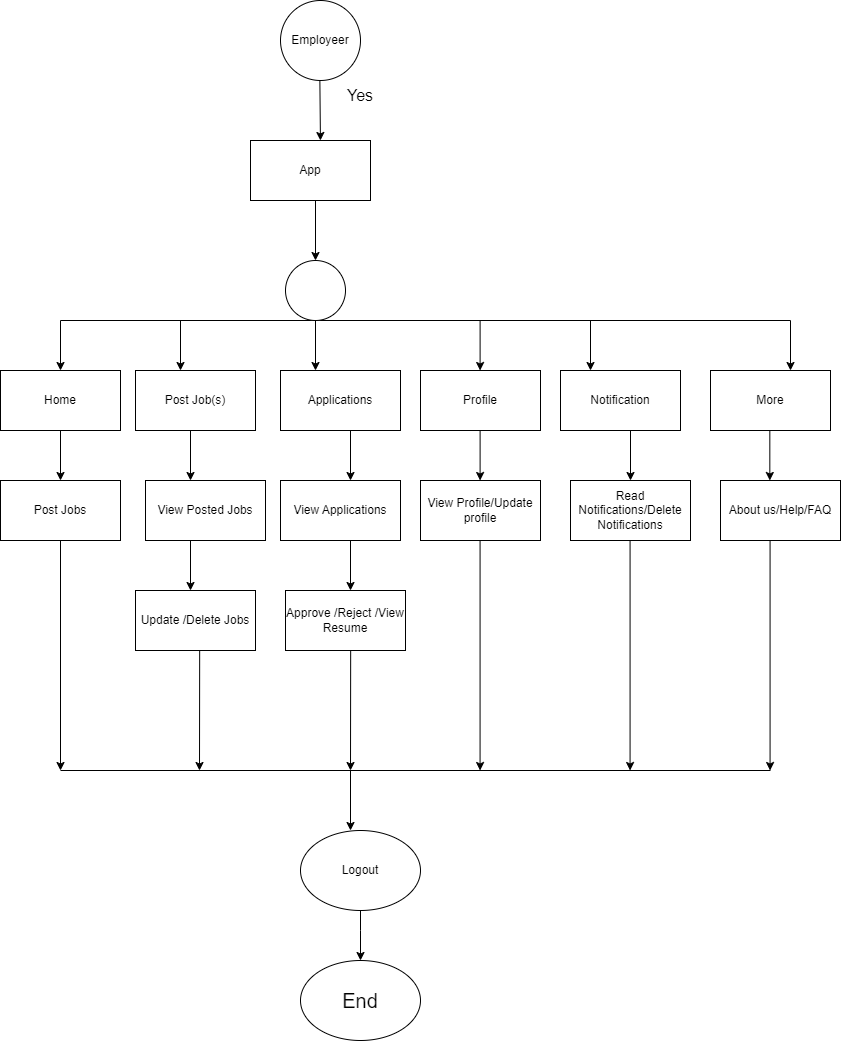 Employeer
Yes
App
Home
Post Job(s)
Applications
Profile
Notification
More
Post Jobs
View Posted Jobs
View Applications
View Profile/Update
profile
Read
Notifications/Delete
Notifications
About us/Help/FAQ
Update /Delete Jobs
Approve /Reject /View
Resume
Logout
End